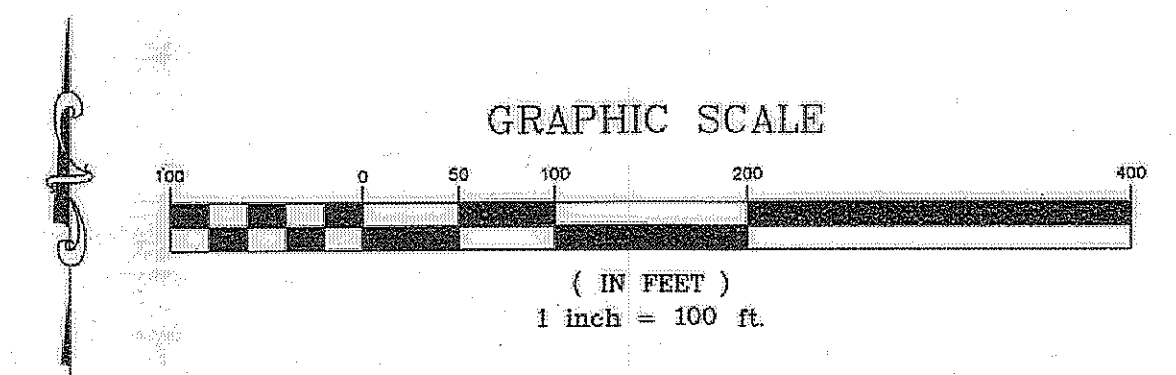 GRAPHIC SCALE
100 0 50 100 200 400
( IN FEET )
1 inch = 100 ft.